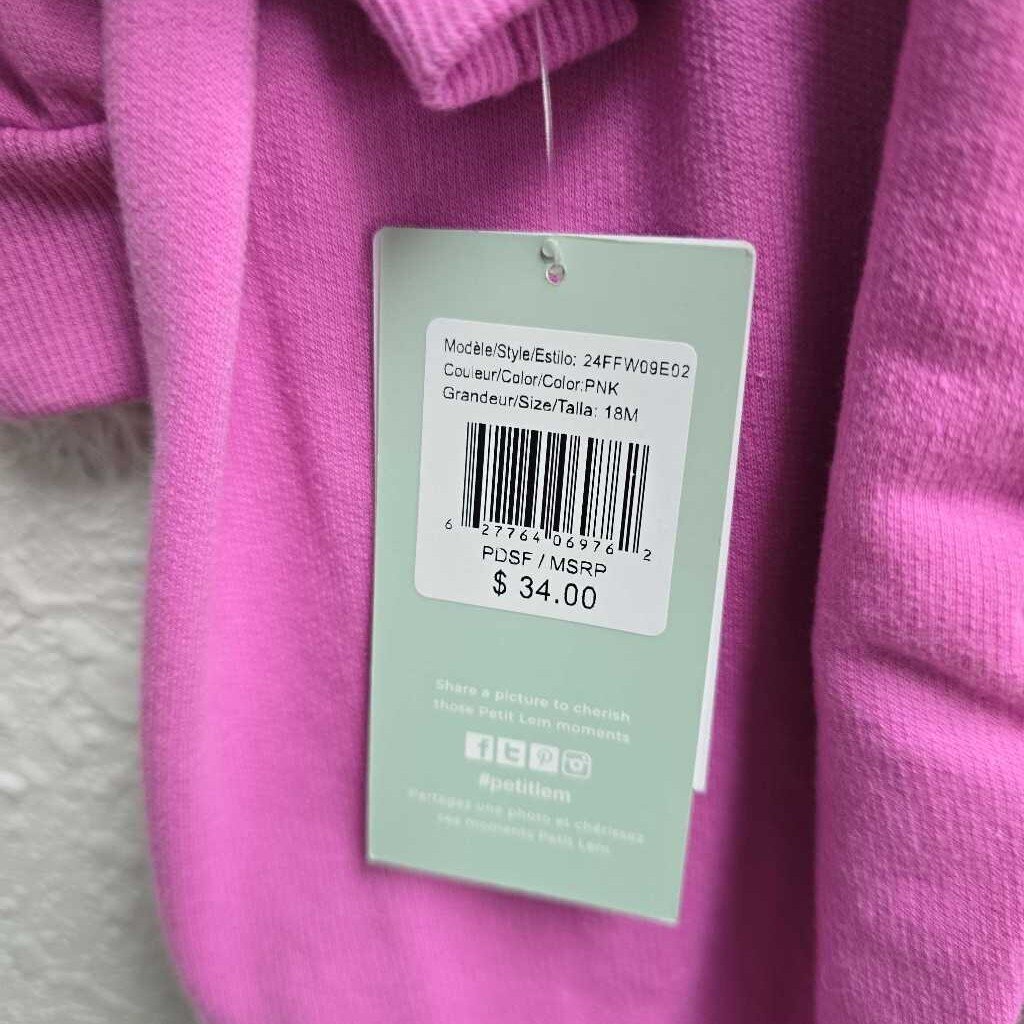 Modèle/Style/Estilo: 24FFW09E02
Couleur/Color/Color:PNK
Grandeur/Size/Talla: 18M
6 27764 06976 2
PDSF / MSRP
$ 34.00
Share a picture to cherish
those Petit Lem moments
#petitlem
Partagez une photo et chérissez
ces moments Petit Lem